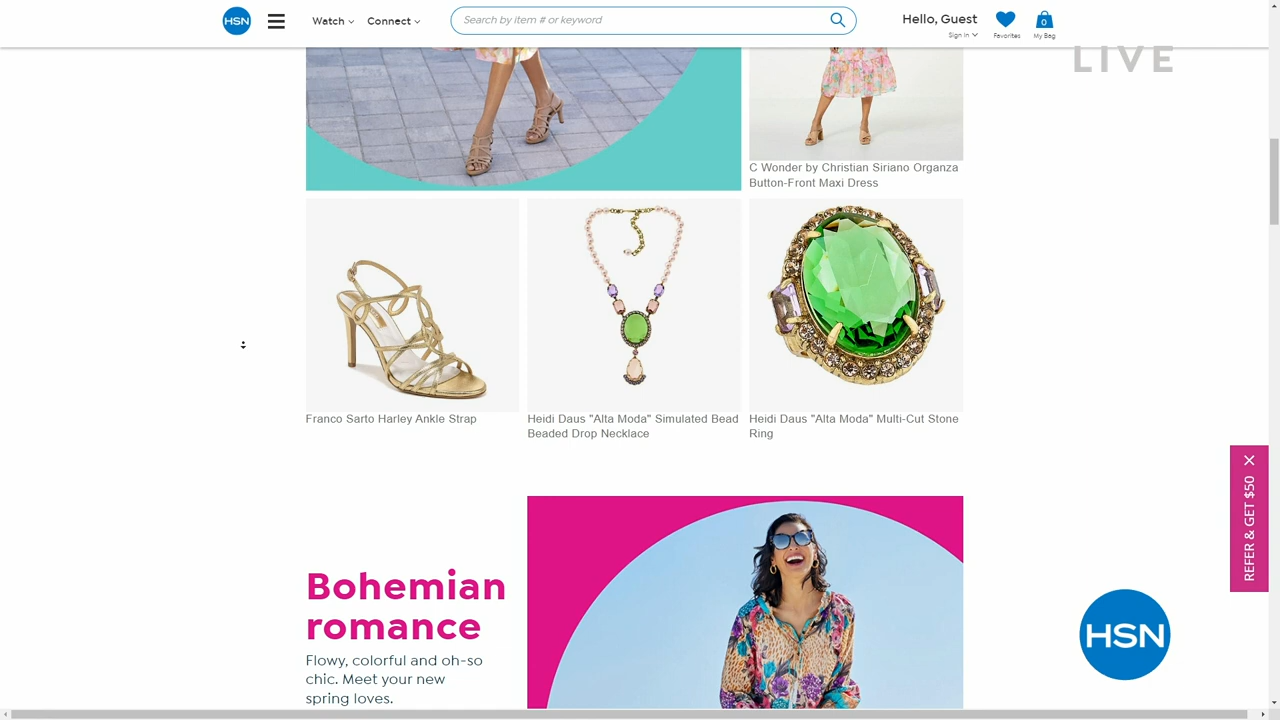 HSN
Watch
Connect
Search by item # or keyword
Hello, Guest
Sign In
Favorites
0
My Bag
LIVE
C Wonder by Christian Siriano Organza
Button-Front Maxi Dress
Franco Sarto Harley Ankle Strap
Heidi Daus "Alta Moda" Simulated Bead
Beaded Drop Necklace
Heidi Daus "Alta Moda" Multi-Cut Stone
Ring
REFER & GET $50
Bohemian
romance
Flowy, colorful and oh-so
chic. Meet your new
spring loves.
HSN